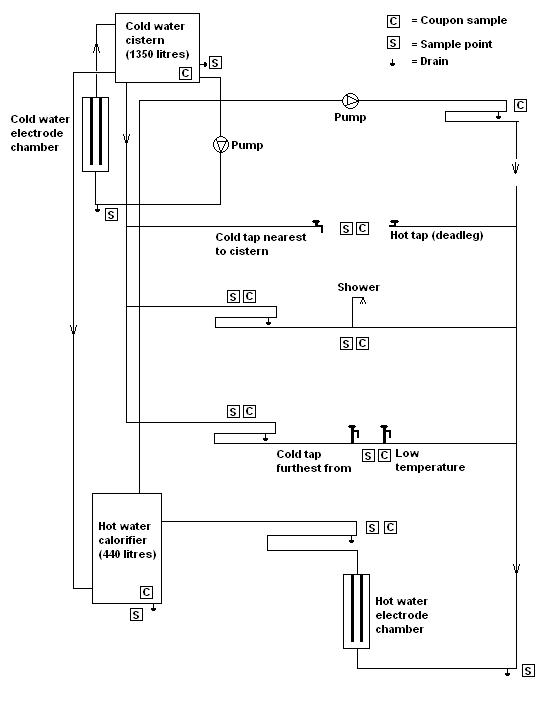 Cold water
cistern
(1350 litres)
C
S
C = Coupon sample
S = Sample point
= Drain
Cold water
electrode
chamber
Pump
Pump
C
S
Cold tap nearest
to cistern
S C
Hot tap (deadleg)
S C
Shower
S C
S C
Cold tap
furthest from
S C
Low
temperature
Hot water
calorifier
(440 litres)
C
S
S C
Hot water
electrode
chamber
S